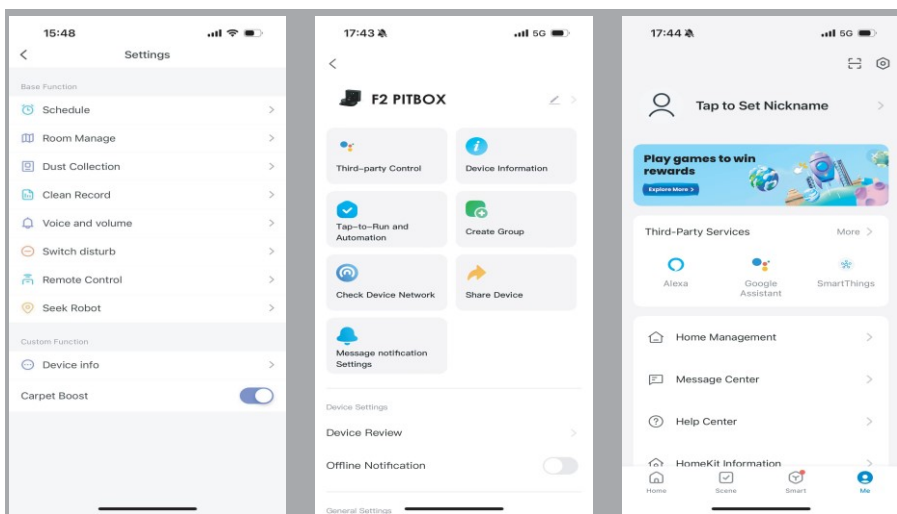 15:48
Settings
Base Function
Schedule
Room Manage
Dust Collection
Clean Record
Voice and volume
Switch disturb
Remote Control
Seek Robot
Custom Function
Device info
Carpet Boost
17:43
5G
F2 PITBOX
Third-party Control
Device Information
Tap-to-Run and
Automation
Create Group
Check Device Network
Share Device
Message notification
Settings
Device Settings
Device Review
Offline Notification
General Settings
17:44
5G
Tap to Set Nickname
Play games to win
rewards
Explore More >
Third-Party Services
More
Alexa
Google
Assistant
SmartThings
Home Management
Message Center
Help Center
HomeKit Information
Home
Scene
Smart
Me